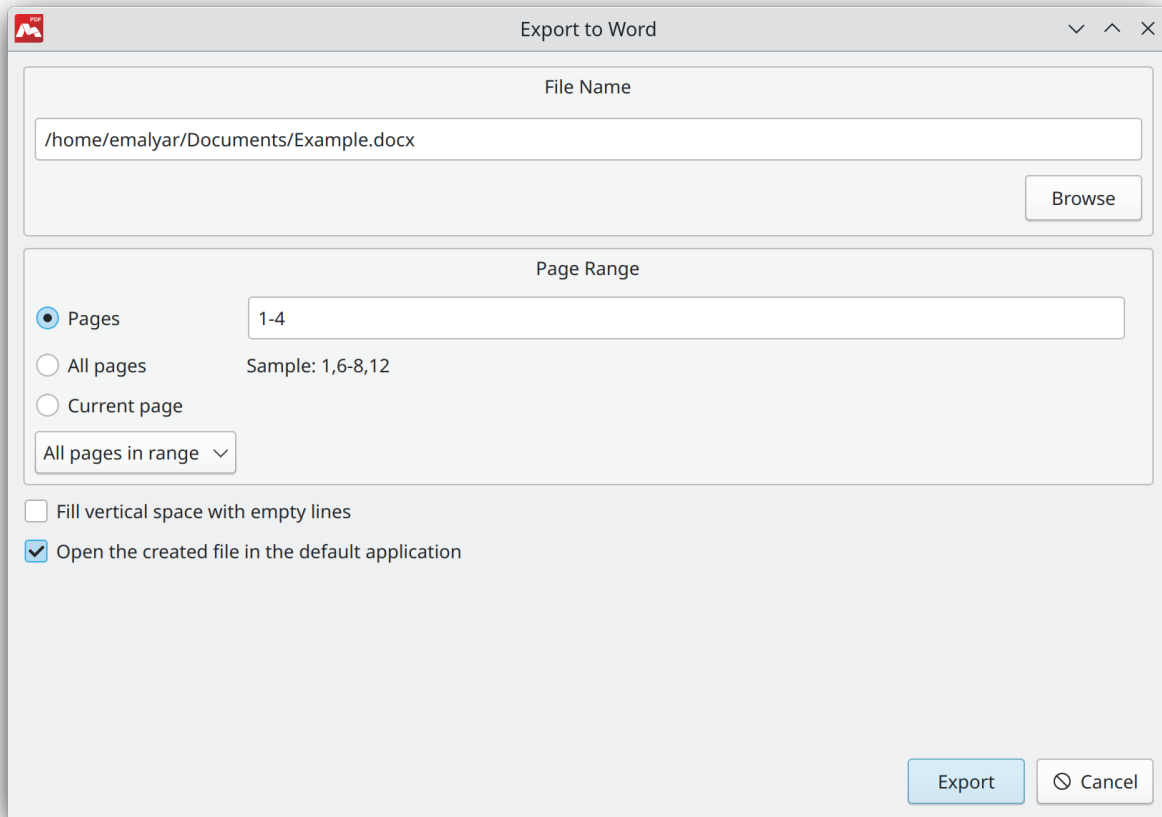 PDF
Export to Word
File Name
/home/emalyar/Documents/Example.docx
Browse
Page Range
Pages
1-4
All pages
Sample: 1,6-8,12
Current page
All pages in range
Fill vertical space with empty lines
Open the created file in the default application
Export
Cancel